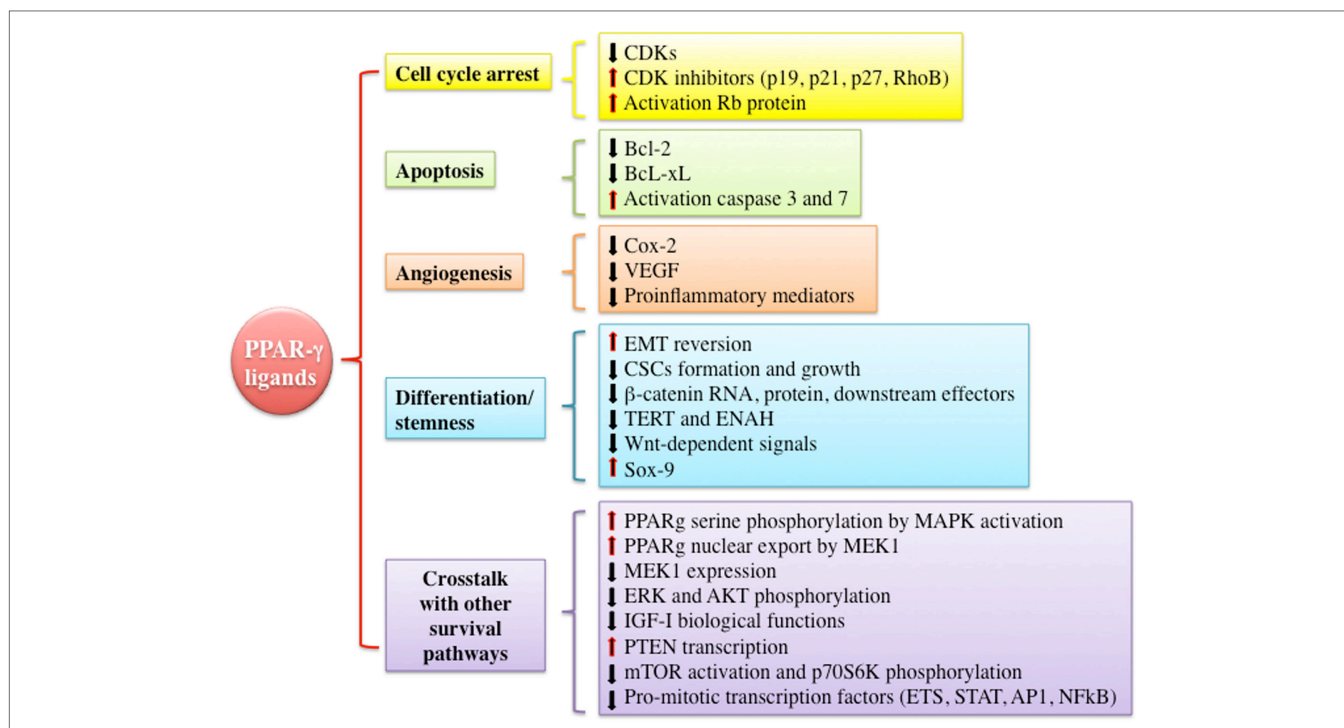 PPAR-γ
ligands
Cell cycle arrest
⬇CDKs
⬆CDK inhibitors (p19, p21, p27, RhoB)
⬆Activation Rb protein
Apoptosis
⬇Bcl-2
⬇BcL-xL
⬆Activation caspase 3 and 7
Angiogenesis
⬇Cox-2
⬇VEGF
⬇Proinflammatory mediators
Differentiation/
stemness
⬆EMT reversion
⬇CSCs formation and growth
⬇β-catenin RNA, protein, downstream effectors
⬇TERT and ENAH
⬇Wnt-dependent signals
⬆Sox-9
Crosstalk
with other
survival
pathways
⬆PPARg serine phosphorylation by MAPK activation
⬆PPARg nuclear export by MEK1
⬇MEK1 expression
⬇ERK and AKT phosphorylation
⬇IGF-I biological functions
⬆PTEN transcription
⬇mTOR activation and p70S6K phosphorylation
⬇Pro-mitotic transcription factors (ETS, STAT, AP1, NFkB)